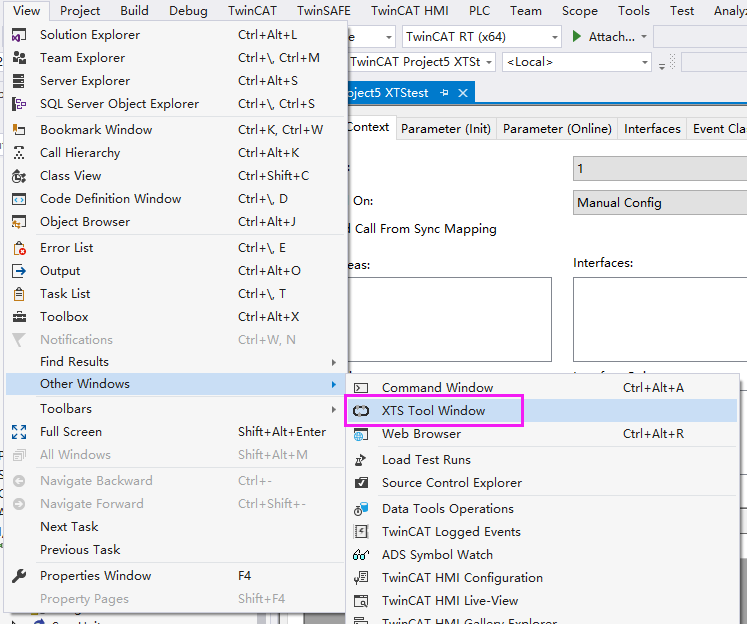 View Project Build Debug TwinCAT TwinSAFE TwinCAT HMI PLC Team Scope Tools Test Analy
Solution Explorer Ctrl+Alt+L
TwinCAT RT (x64) Attach...
Team Explorer Ctrl+\, Ctrl+M
TwinCAT Project5 XTSt <Local>
Server Explorer Ctrl+Alt+S
oject5 XTStest
SQL Server Object Explorer Ctrl+\, Ctrl+S
Bookmark Window Ctrl+K, Ctrl+W
Context Parameter (Init) Parameter (Online) Interfaces Event Cla
Call Hierarchy Ctrl+Alt+K
Class View Ctrl+Shift+C
1
Code Definition Window Ctrl+\, D
On: Manual Config
Object Browser Ctrl+Alt+J
d Call From Sync Mapping
Error List Ctrl+\, E
Output Ctrl+Alt+O
eas: Interfaces:
Task List Ctrl+\, T
Toolbox Ctrl+Alt+X
Notifications Ctrl+W, N
Find Results
Other Windows
Toolbars
Full Screen Shift+Alt+Enter
All Windows Shift+Alt+M
Navigate Backward Ctrl+-
Navigate Forward Ctrl+Shift+-
Next Task
Previous Task
Properties Window F4
Property Pages Shift+F4
Command Window Ctrl+Alt+A
XTS Tool Window
Web Browser Ctrl+Alt+R
Load Test Runs
Source Control Explorer
Data Tools Operations
TwinCAT Logged Events
ADS Symbol Watch
TwinCAT HMI Configuration
TwinCAT HMI Live-View
TwinCAT HMI Gallery Explorer